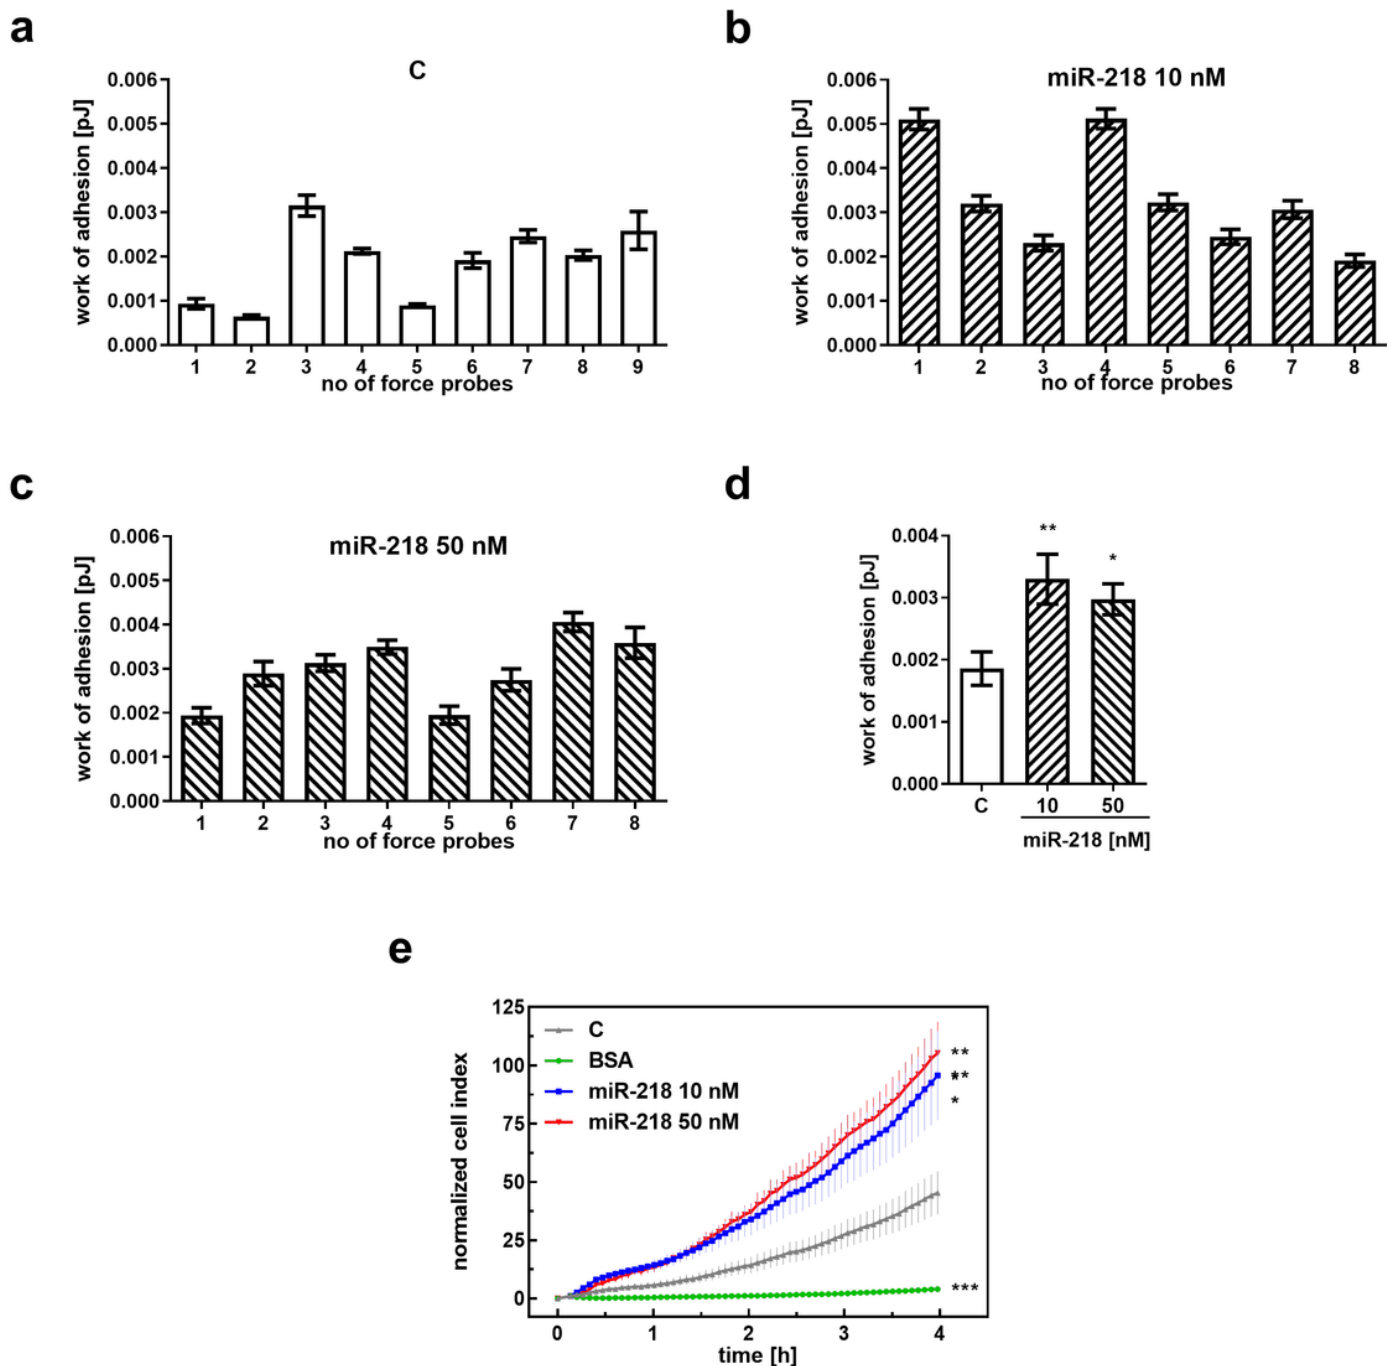 a
C
work of adhesion [pJ]
0.006
0.005
0.004
0.003
0.002
0.001
0.000
1 2 3 4 5 6 7 8 9
no of force probes
b
miR-218 10 nM
work of adhesion [pJ]
0.006
0.005
0.004
0.003
0.002
0.001
0.000
1 2 3 4 5 6 7 8
no of force probes
c
miR-218 50 nM
work of adhesion [pJ]
0.006
0.005
0.004
0.003
0.002
0.001
0.000
1 2 3 4 5 6 7 8
no of force probes
d
work of adhesion [pJ]
0.004
0.003
0.002
0.001
0.000
**
*
C 10 50
miR-218 [nM]
e
normalized cell index
125
100
75
50
25
0
C
BSA
miR-218 10 nM
miR-218 50 nM
**
**
*
***
0 1 2 3 4
time [h]